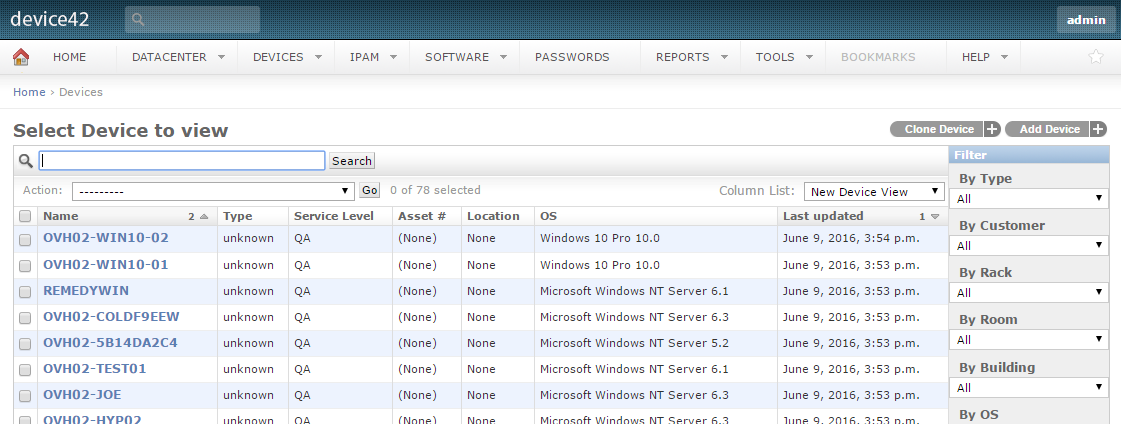 device42
admin
HOME DATACENTER DEVICES IPAM SOFTWARE PASSWORDS REPORTS TOOLS BOOKMARKS HELP
Home › Devices
Select Device to view
Clone Device + Add Device +
Search
Filter
Action: --------- Go 0 of 78 selected Column List: New Device View
By Type
All
By Customer
All
By Rack
All
By Room
All
By Building
All
By OS
Name 2 Type Service Level Asset # Location OS Last updated 1
OVH02-WIN10-02 unknown QA (None) None Windows 10 Pro 10.0 June 9, 2016, 3:54 p.m.
OVH02-WIN10-01 unknown QA (None) None Windows 10 Pro 10.0 June 9, 2016, 3:53 p.m.
REMEDYWIN unknown QA (None) None Microsoft Windows NT Server 6.1 June 9, 2016, 3:53 p.m.
OVH02-COLDF9EEW unknown QA (None) None Microsoft Windows NT Server 6.3 June 9, 2016, 3:53 p.m.
OVH02-5B14DA2C4 unknown QA (None) None Microsoft Windows NT Server 5.2 June 9, 2016, 3:53 p.m.
OVH02-TEST01 unknown QA (None) None Microsoft Windows NT Server 6.3 June 9, 2016, 3:53 p.m.
OVH02-JOE unknown QA (None) None Microsoft Windows NT Server 6.3 June 9, 2016, 3:53 p.m.
OVH02-HYP02 unknown QA (None) None Microsoft Windows NT Server 6.3 June 9, 2016, 3:53 p.m.